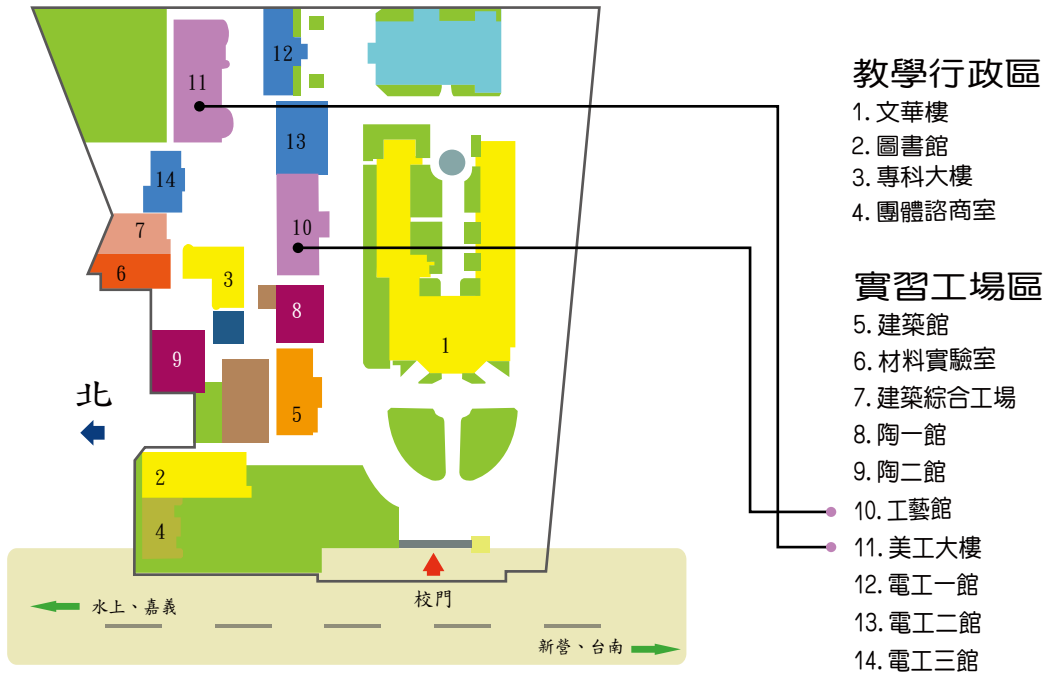 11
12
13
14
10
7
6
3
8
9
1
5
北
2
4
校門
水上、嘉義
新營、台南
教學行政區
1. 文華樓
2. 圖書館
3. 專科大樓
4. 團體諮商室
實習工場區
5. 建築館
6. 材料實驗室
7. 建築綜合工場
8. 陶一館
9. 陶二館
10. 工藝館
11. 美工大樓
12. 電工一館
13. 電工二館
14. 電工三館